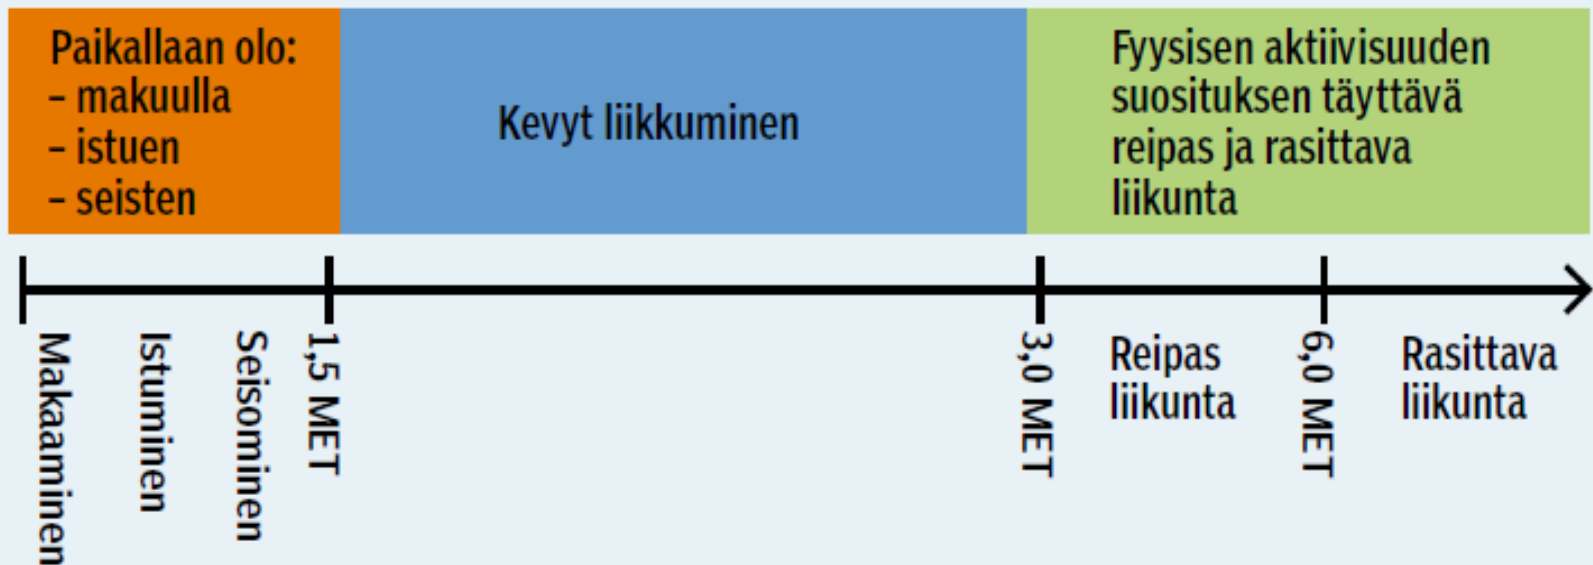 Paikallaan olo:
– makuulla
– istuen
– seisten
Kevyt liikkuminen
Fyysisen aktiivisuuden
suosituksen täyttävä
reipas ja rasittava
liikunta
Makaaminen
Istuminen
Seisominen
1,5 MET
3,0 MET
Reipas
liikunta
6,0 MET
Rasittava
liikunta